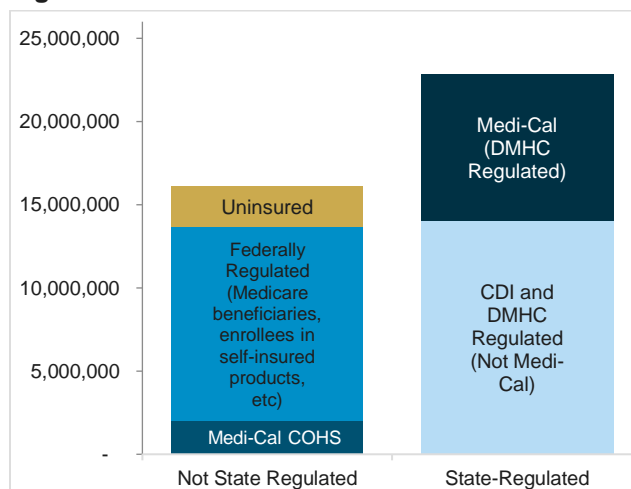 25,000,000
20,000,000
15,000,000
10,000,000
5,000,000
-
Uninsured
Federally
Regulated
(Medicare
beneficiaries,
enrollees in
self-insured
products,
etc)
Medi-Cal COHS
Medi-Cal
(DMHC
Regulated)
CDI and
DMHC
Regulated
(Not Medi-
Cal)
Not State Regulated
State-Regulated